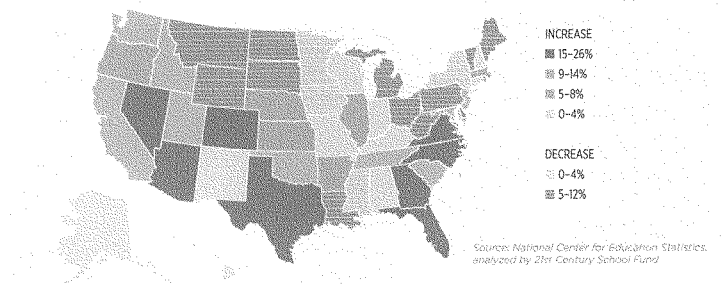 INCREASE
15-26%
9-14%
5-8%
0-4%
DECREASE
0-4%
5-12%
Source: National Center for Education Statistics,
analyzed by 21st Century School Fund